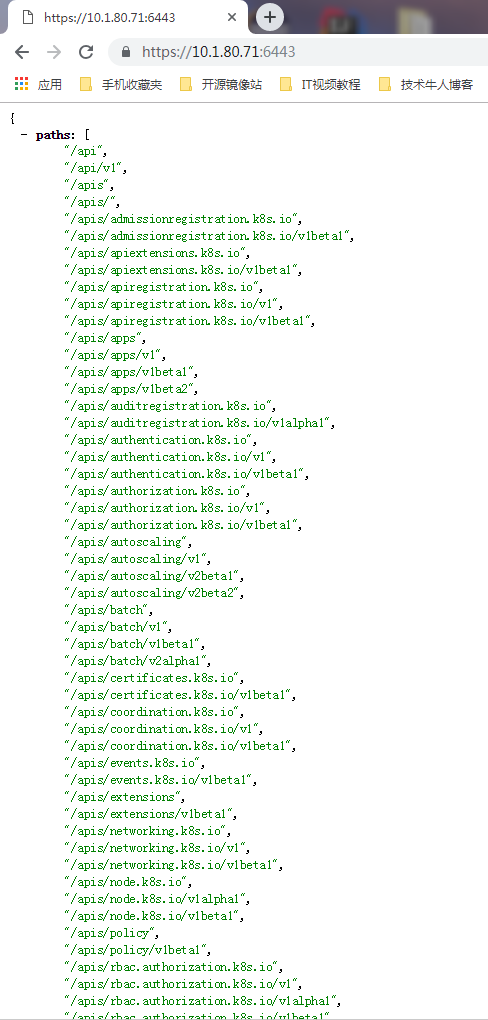 https://10.1.80.71:6443
https://10.1.80.71:6443
应用 手机收藏夹 开源镜像站 IT视频教程 技术牛人博客
{
- paths: [
"/api",
"/api/v1",
"/apis",
"/apis/",
"/apis/admissionregistration.k8s.io",
"/apis/admissionregistration.k8s.io/v1beta1",
"/apis/apiextensions.k8s.io",
"/apis/apiextensions.k8s.io/v1beta1",
"/apis/apiregistration.k8s.io",
"/apis/apiregistration.k8s.io/v1",
"/apis/apiregistration.k8s.io/v1beta1",
"/apis/apps",
"/apis/apps/v1",
"/apis/apps/v1beta1",
"/apis/apps/v1beta2",
"/apis/auditregistration.k8s.io",
"/apis/auditregistration.k8s.io/v1alpha1",
"/apis/authentication.k8s.io",
"/apis/authentication.k8s.io/v1",
"/apis/authentication.k8s.io/v1beta1",
"/apis/authorization.k8s.io",
"/apis/authorization.k8s.io/v1",
"/apis/authorization.k8s.io/v1beta1",
"/apis/autoscaling",
"/apis/autoscaling/v1",
"/apis/autoscaling/v2beta1",
"/apis/autoscaling/v2beta2",
"/apis/batch",
"/apis/batch/v1",
"/apis/batch/v1beta1",
"/apis/batch/v2alpha1",
"/apis/certificates.k8s.io",
"/apis/certificates.k8s.io/v1beta1",
"/apis/coordination.k8s.io",
"/apis/coordination.k8s.io/v1",
"/apis/coordination.k8s.io/v1beta1",
"/apis/events.k8s.io",
"/apis/events.k8s.io/v1beta1",
"/apis/extensions",
"/apis/extensions/v1beta1",
"/apis/networking.k8s.io",
"/apis/networking.k8s.io/v1",
"/apis/networking.k8s.io/v1beta1",
"/apis/node.k8s.io",
"/apis/node.k8s.io/v1alpha1",
"/apis/node.k8s.io/v1beta1",
"/apis/policy",
"/apis/policy/v1beta1",
"/apis/rbac.authorization.k8s.io",
"/apis/rbac.authorization.k8s.io/v1",
"/apis/rbac.authorization.k8s.io/v1alpha1",
"/apis/rbac.authorization.k8s.io/v1beta1",